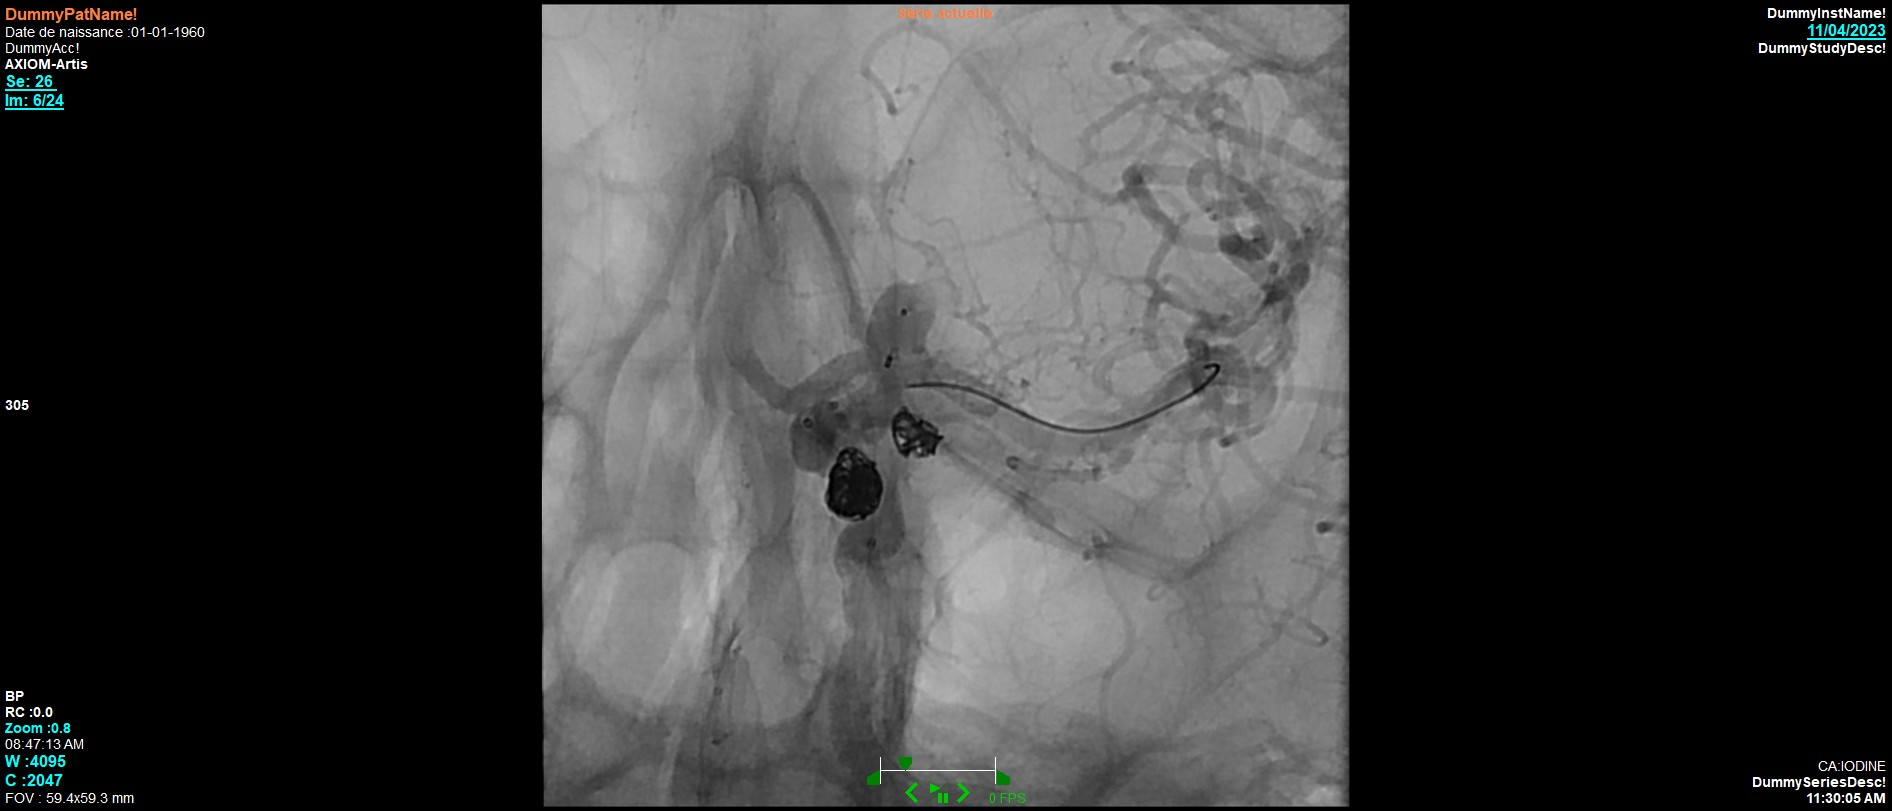 DummyPatName!
Date de naissance :01-01-1960
DummyAcc!
AXIOM-Artis
Se: 26
Im: 6/24
Série actuelle
DummyInstName!
11/04/2023
DummyStudyDesc!
305
BP
RC :0.0
Zoom :0.8
08:47:13 AM
W :4095
C :2047
FOV : 59.4x59.3 mm
0 FPS
CA:IODINE
DummySeriesDesc!
11:30:05 AM